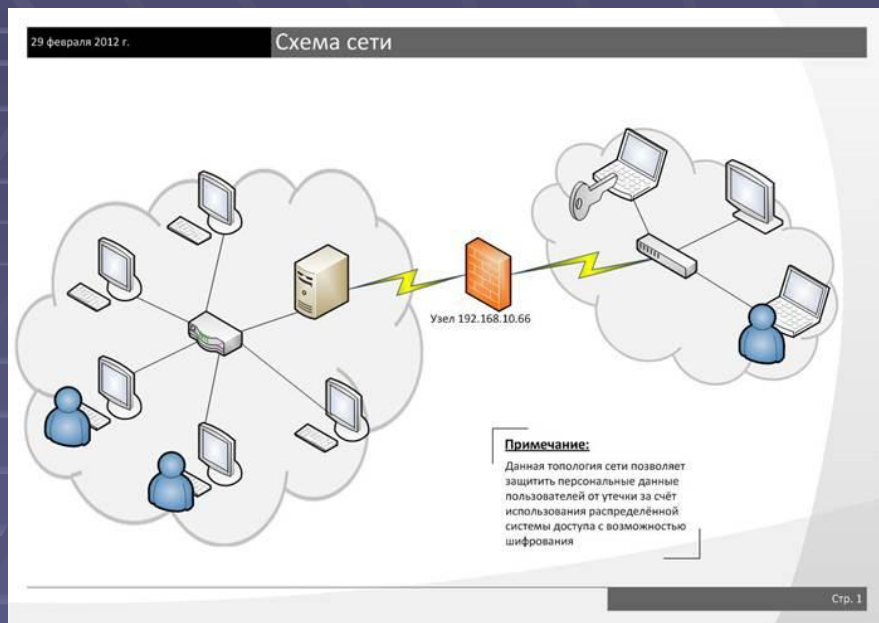 29 февраля 2012 г.
Схема сети
Узел 192.168.10.66
Примечание:
Данная топология сети позволяет
защитить персональные данные
пользователей от утечки за счёт
использования распределённой
системы доступа с возможностью
шифрования
Стр. 1